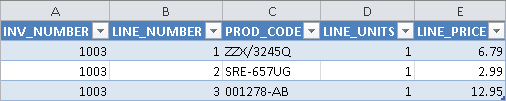 A B C D E
INV_NUMBER LINE_NUMBER PROD_CODE LINE_UNITS LINE_PRICE
1003 1 ZZX/3245Q 1 6.79
1003 2 SRE-657UG 1 2.99
1003 3 001278-AB 1 12.95